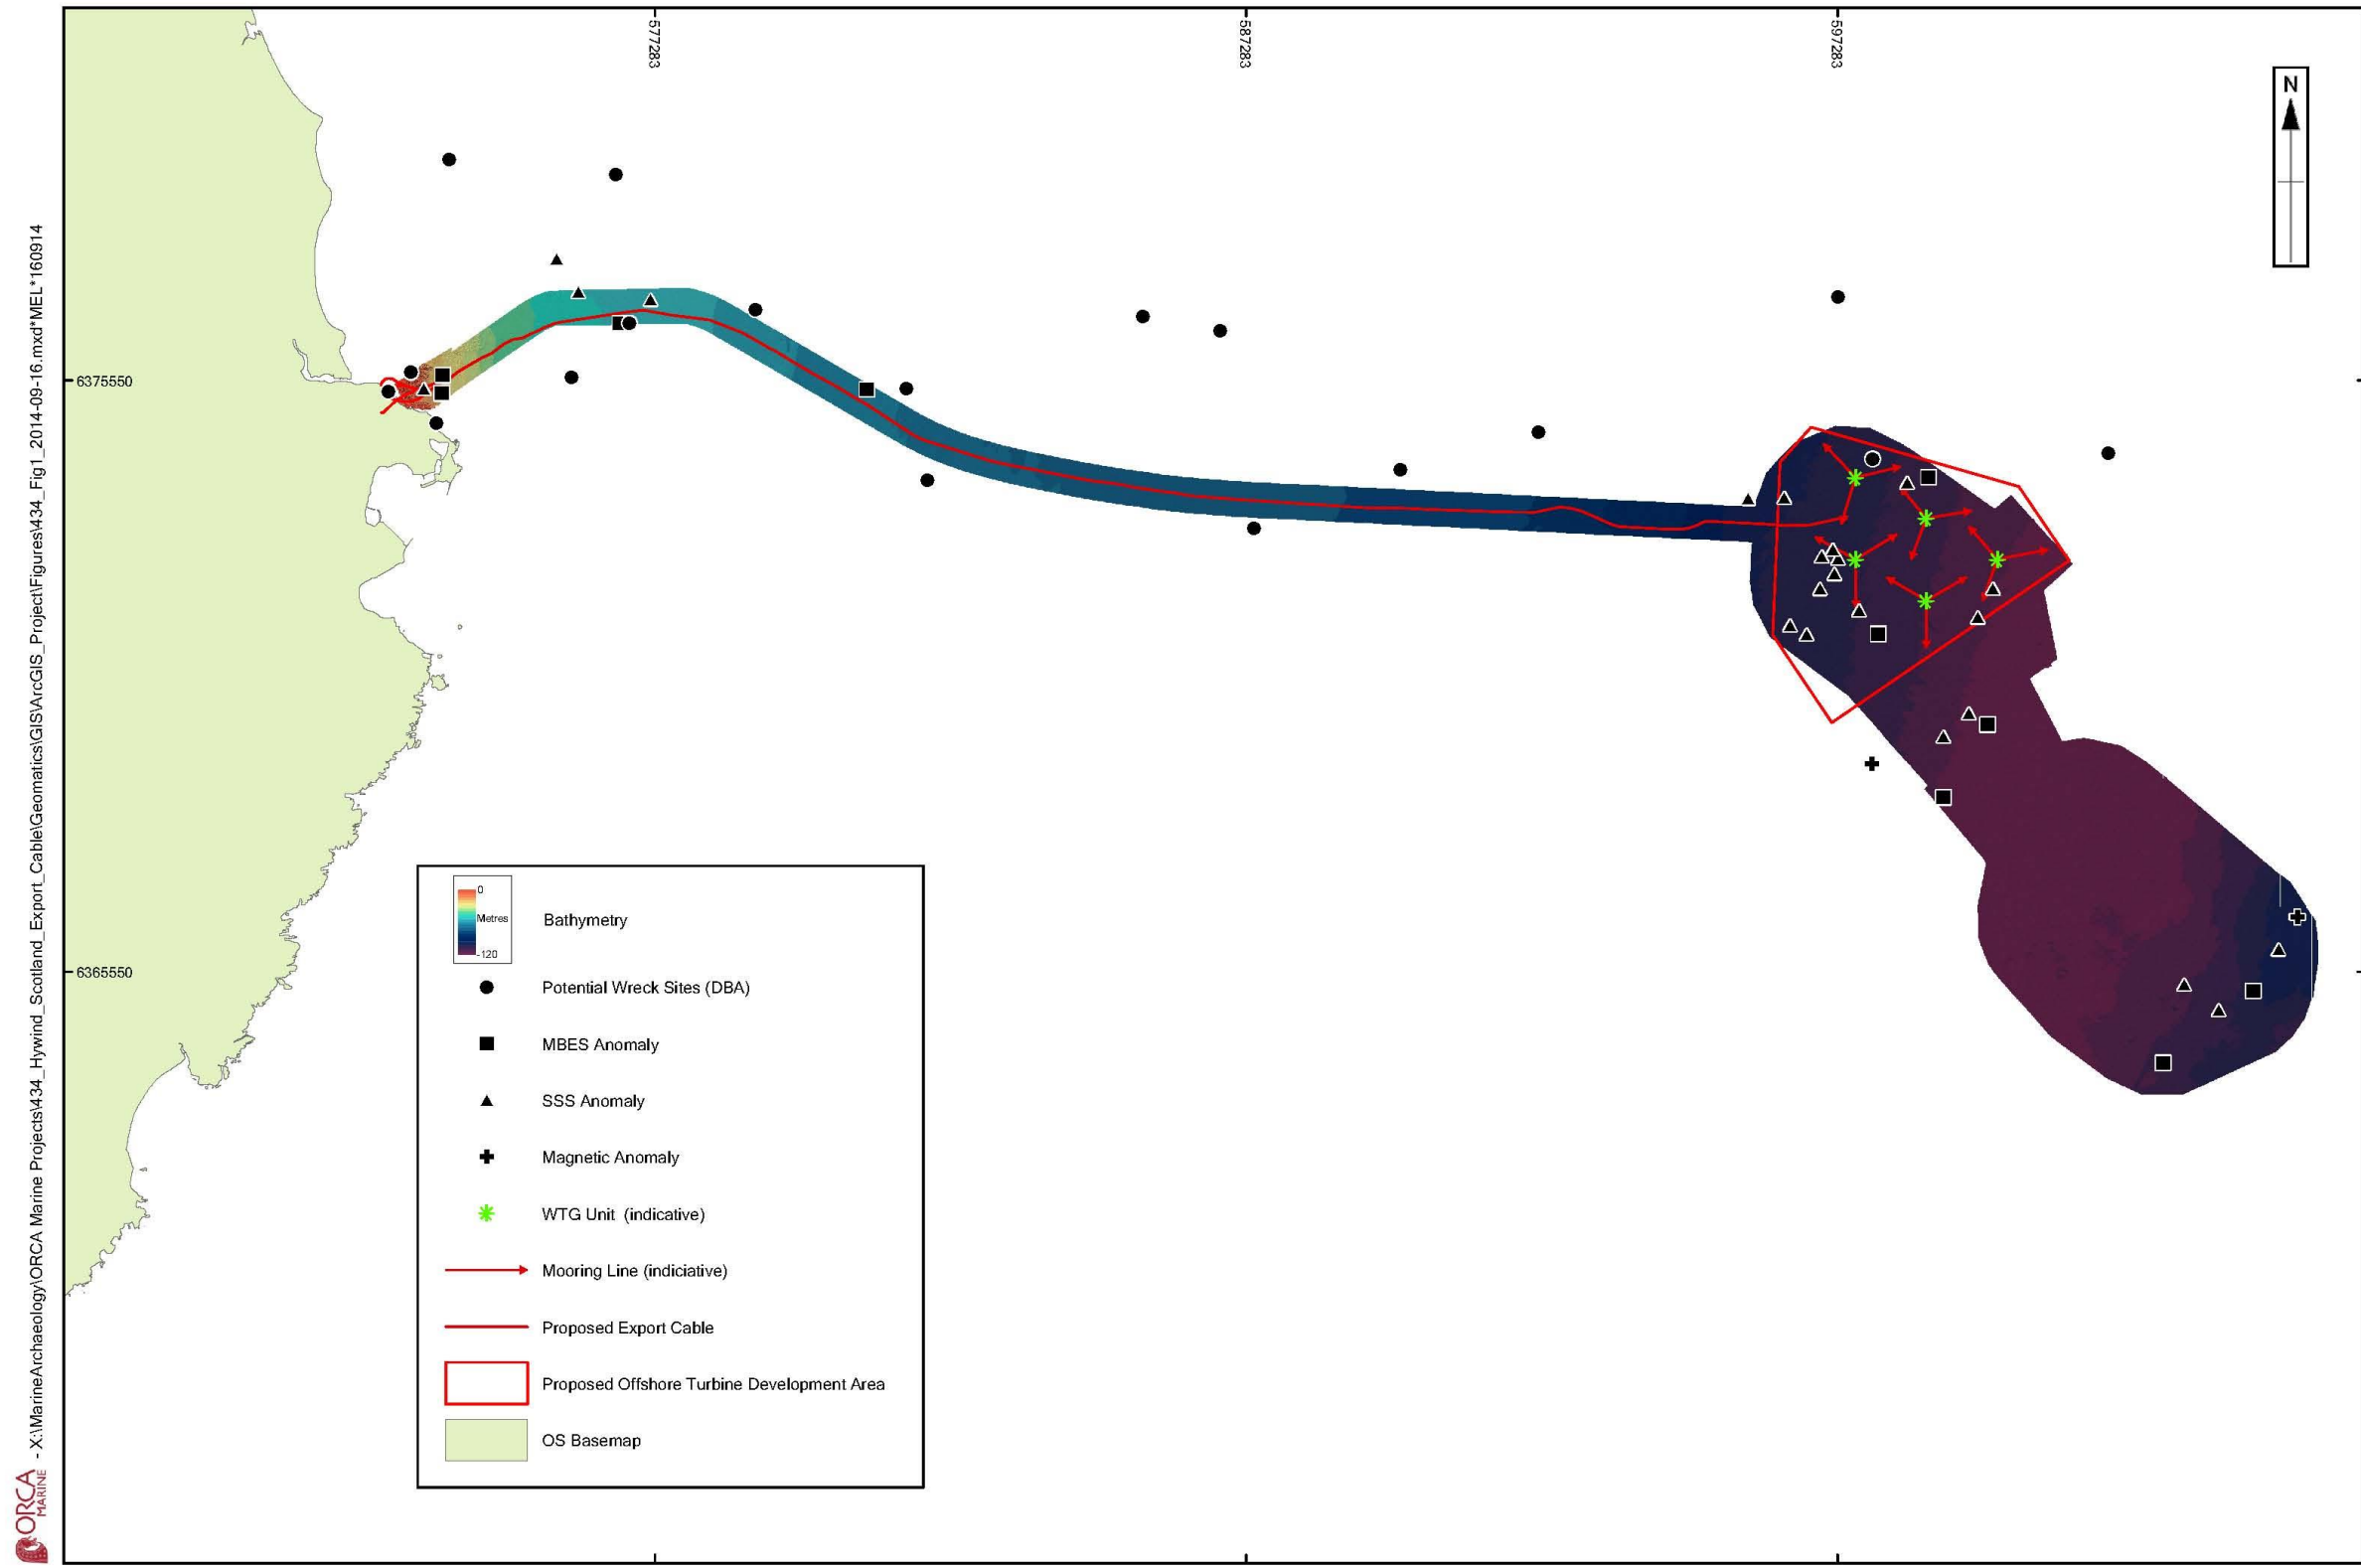 577283
587283
597283
N
6375550
6365550
0
Metres
-120
Bathymetry
Potential Wreck Sites (DBA)
MBES Anomaly
SSS Anomaly
Magnetic Anomaly
WTG Unit (indicative)
Mooring Line (indiciative)
Proposed Export Cable
Proposed Offshore Turbine Development Area
OS Basemap
ORCA
MARINE
- X:\MarineArchaeology\ORCA Marine Projects\434_Hywind_Scotland_Export_Cable\Geomatics\GIS\ArcGIS_Project\Figures\434_Fig1_2014-09-16.mxd*MEL*160914